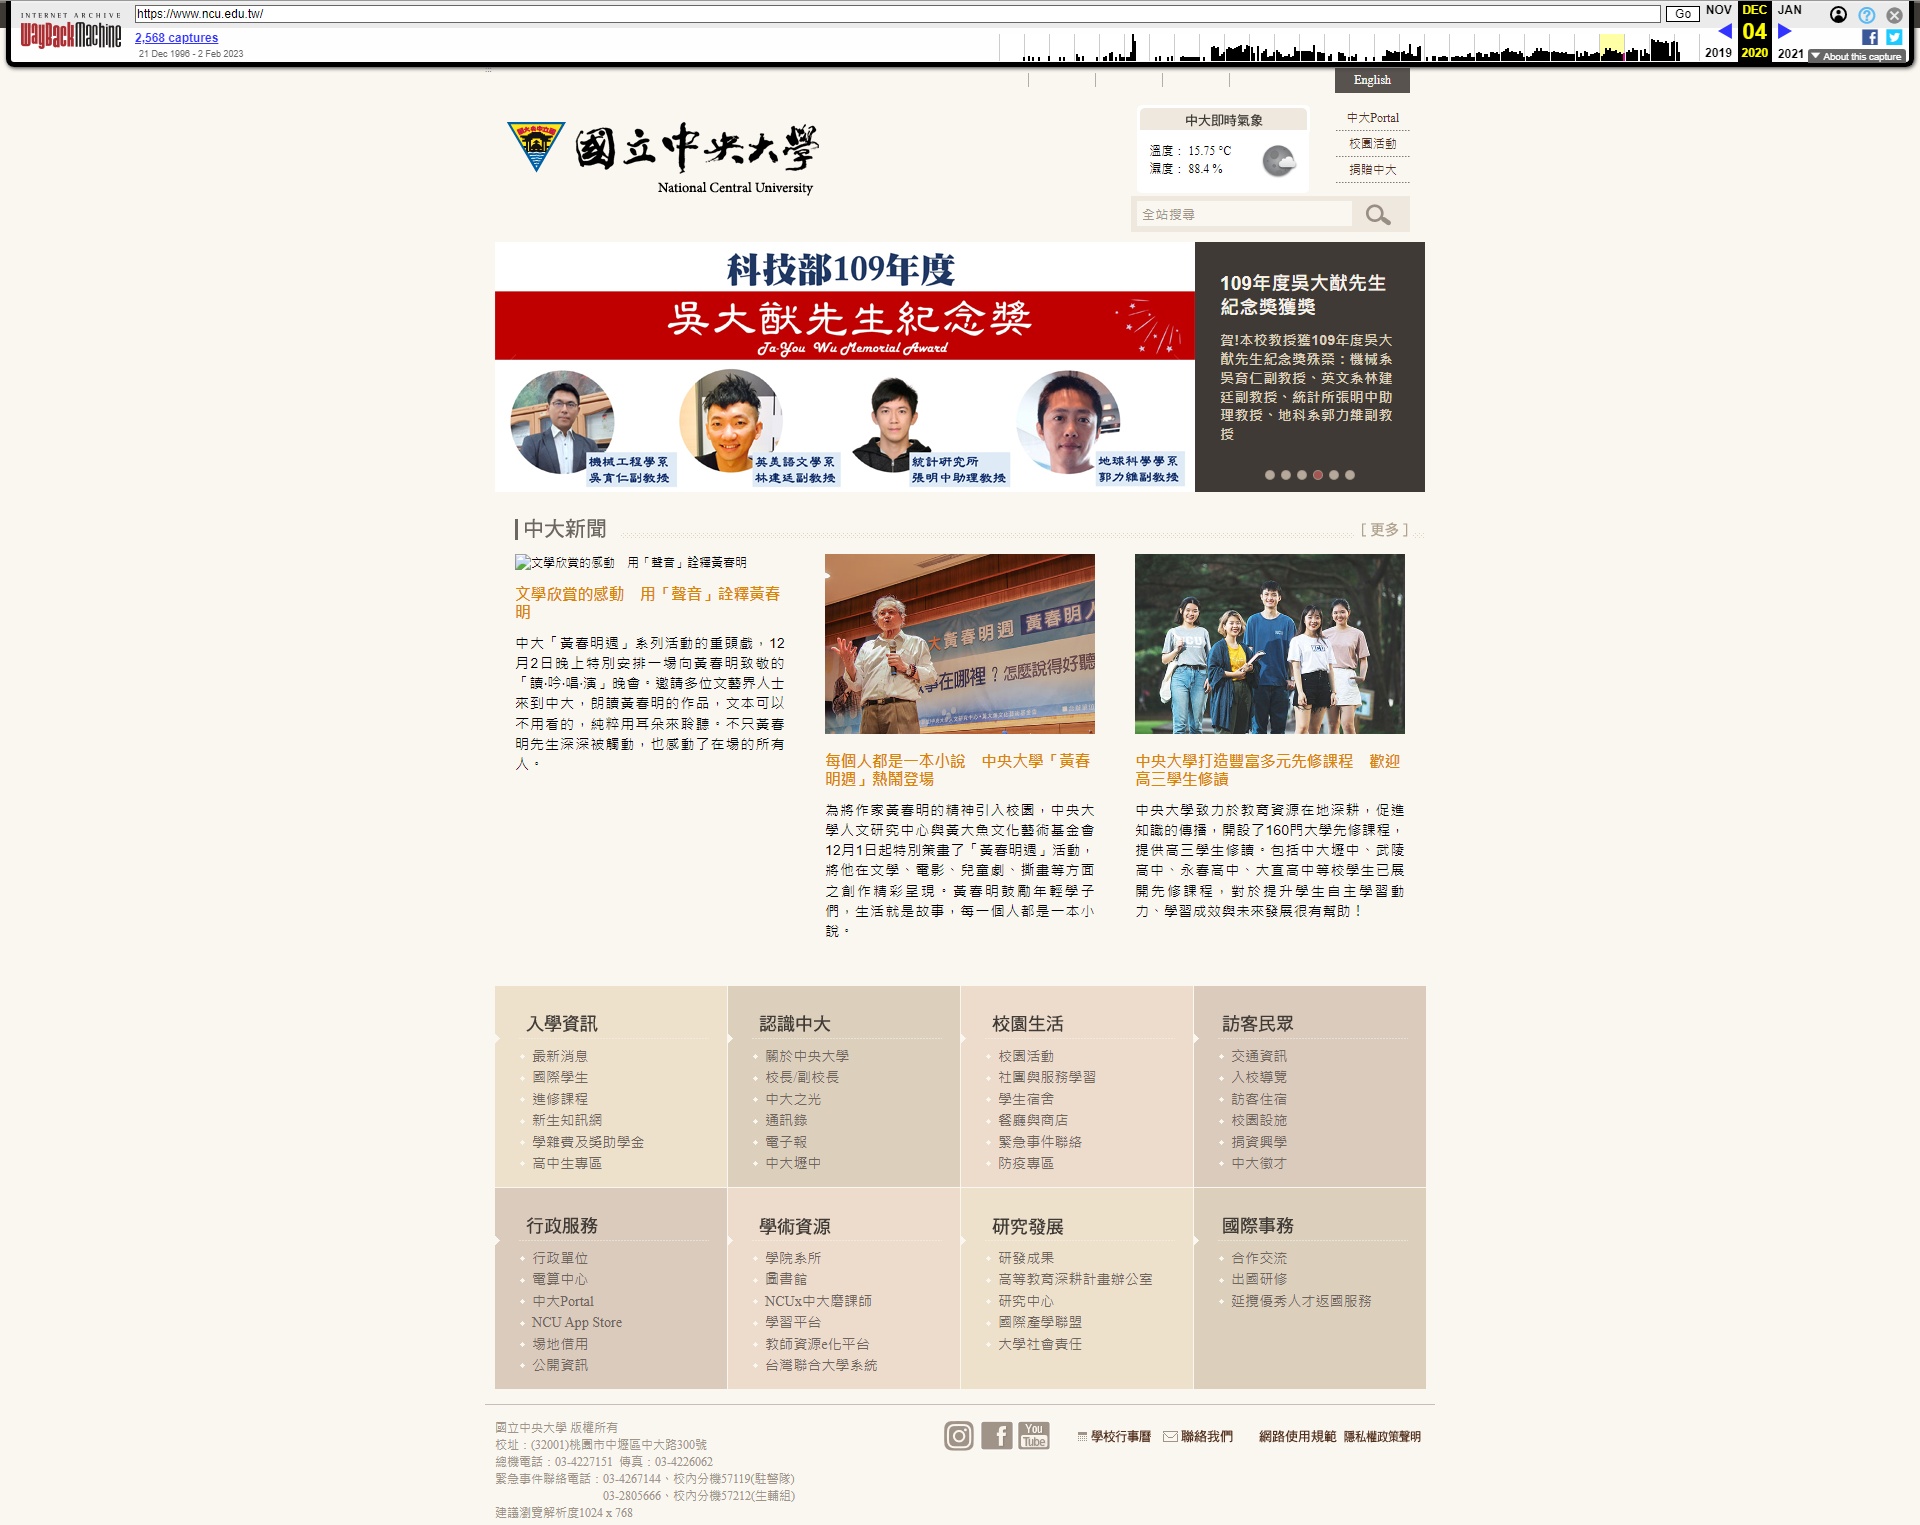 INTERNET ARCHIVE
WayBackMachine
https://www.ncu.edu.tw/
Go
NOV
DEC
JAN
2,568 captures
04
21 Dec 1996 - 2 Feb 2023
2019
2020
2021
About this capture
English
國立中央大學
National Central University
中大即時氣象
溫度： 15.75 °C
濕度： 88.4 %
中大Portal
校園活動
捐贈中大
全站搜尋
科技部109年度
吳大猷先生紀念獎
Ta-You Wu Memorial Award
機械工程學系
吳育仁副教授
英美語文學系
林建廷副教授
統計研究所
張明中助理教授
地球科學學系
郭力維副教授
109年度吳大猷先生
紀念獎獲獎
賀!本校教授獲109年度吳大
猷先生紀念獎殊榮：機械系
吳育仁副教授、英文系林建
廷副教授、統計所張明中助
理教授、地科系郭力維副教
授
中大新聞
[ 更多 ]
文學欣賞的感動　用「聲音」詮釋黃春明
文學欣賞的感動　用「聲音」詮釋黃春
明
中大「黃春明週」系列活動的重頭戲，12
月2日晚上特別安排一場向黃春明致敬的
「讀‧吟‧唱‧演」晚會。邀請多位文藝界人士
來到中大，朗讀黃春明的作品，文本可以
不用看的，純粹用耳朵來聆聽。不只黃春
明先生深深被觸動，也感動了在場的所有
人。
大黃春明週 黃春明人
事在哪裡？怎麼說得好聽
每個人都是一本小說　中央大學「黃春
明週」熱鬧登場
為將作家黃春明的精神引入校園，中央大
學人文研究中心與黃大魚文化藝術基金會
12月1日起特別策畫了「黃春明週」活動，
將他在文學、電影、兒童劇、撕畫等方面
之創作精彩呈現。黃春明鼓勵年輕學子
們，生活就是故事，每一個人都是一本小
說。
中央大學打造豐富多元先修課程　歡迎
高三學生修讀
中央大學致力於教育資源在地深耕，促進
知識的傳播，開設了160門大學先修課程，
提供高三學生修讀。包括中大壢中、武陵
高中、永春高中、大直高中等校學生已展
開先修課程，對於提升學生自主學習動
力、學習成效與未來發展很有幫助！
入學資訊
最新消息
國際學生
進修課程
新生知訊網
學雜費及獎助學金
高中生專區
認識中大
關於中央大學
校長/副校長
中大之光
通訊錄
電子報
中大壢中
校園生活
校園活動
社團與服務學習
學生宿舍
餐廳與商店
緊急事件聯絡
防疫專區
訪客民眾
交通資訊
入校導覽
訪客住宿
校園設施
捐資興學
中大徵才
行政服務
行政單位
電算中心
中大Portal
NCU App Store
場地借用
公開資訊
學術資源
學院系所
圖書館
NCUx中大磨課師
學習平台
教師資源e化平台
台灣聯合大學系統
研究發展
研發成果
高等教育深耕計畫辦公室
研究中心
國際產學聯盟
大學社會責任
國際事務
合作交流
出國研修
延攬優秀人才返國服務
國立中央大學 版權所有
校址：(32001)桃園市中壢區中大路300號
總機電話：03-4227151 傳真：03-4226062
緊急事件聯絡電話：03-4267144、校內分機57119(駐警隊)
03-2805666、校內分機57212(生輔組)
建議瀏覽解析度1024 x 768
You
Tube
學校行事曆
聯絡我們
網路使用規範
隱私權政策聲明